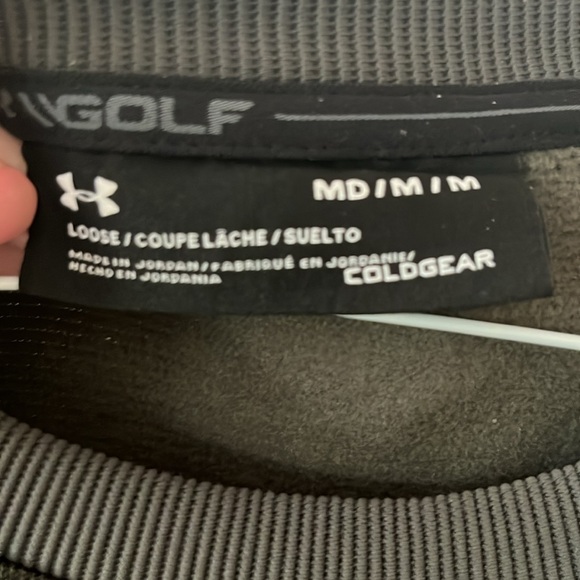 GOLF
MD/M/M
LOOSE/COUPE LÂCHE/SUELTO
MADE IN JORDAN/FABRIQUÉ EN JORDANIE/
HECHO EN JORDANIA
COLDGEAR